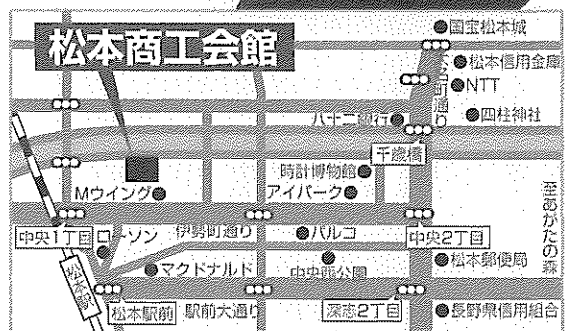 国宝松本城
松本商工会館
松本信用金庫
大名町通り
NTT
八十二銀行
四柱神社
千歳橋
時計博物館
Mウイング
アイパーク
至あがたの森
中央1丁目
ローソン
伊勢町通り
パルコ
中央2丁目
マクドナルド
中央西公園
松本郵便局
松本駅
松本駅前
駅前大通り
深志2丁目
長野県信用組合